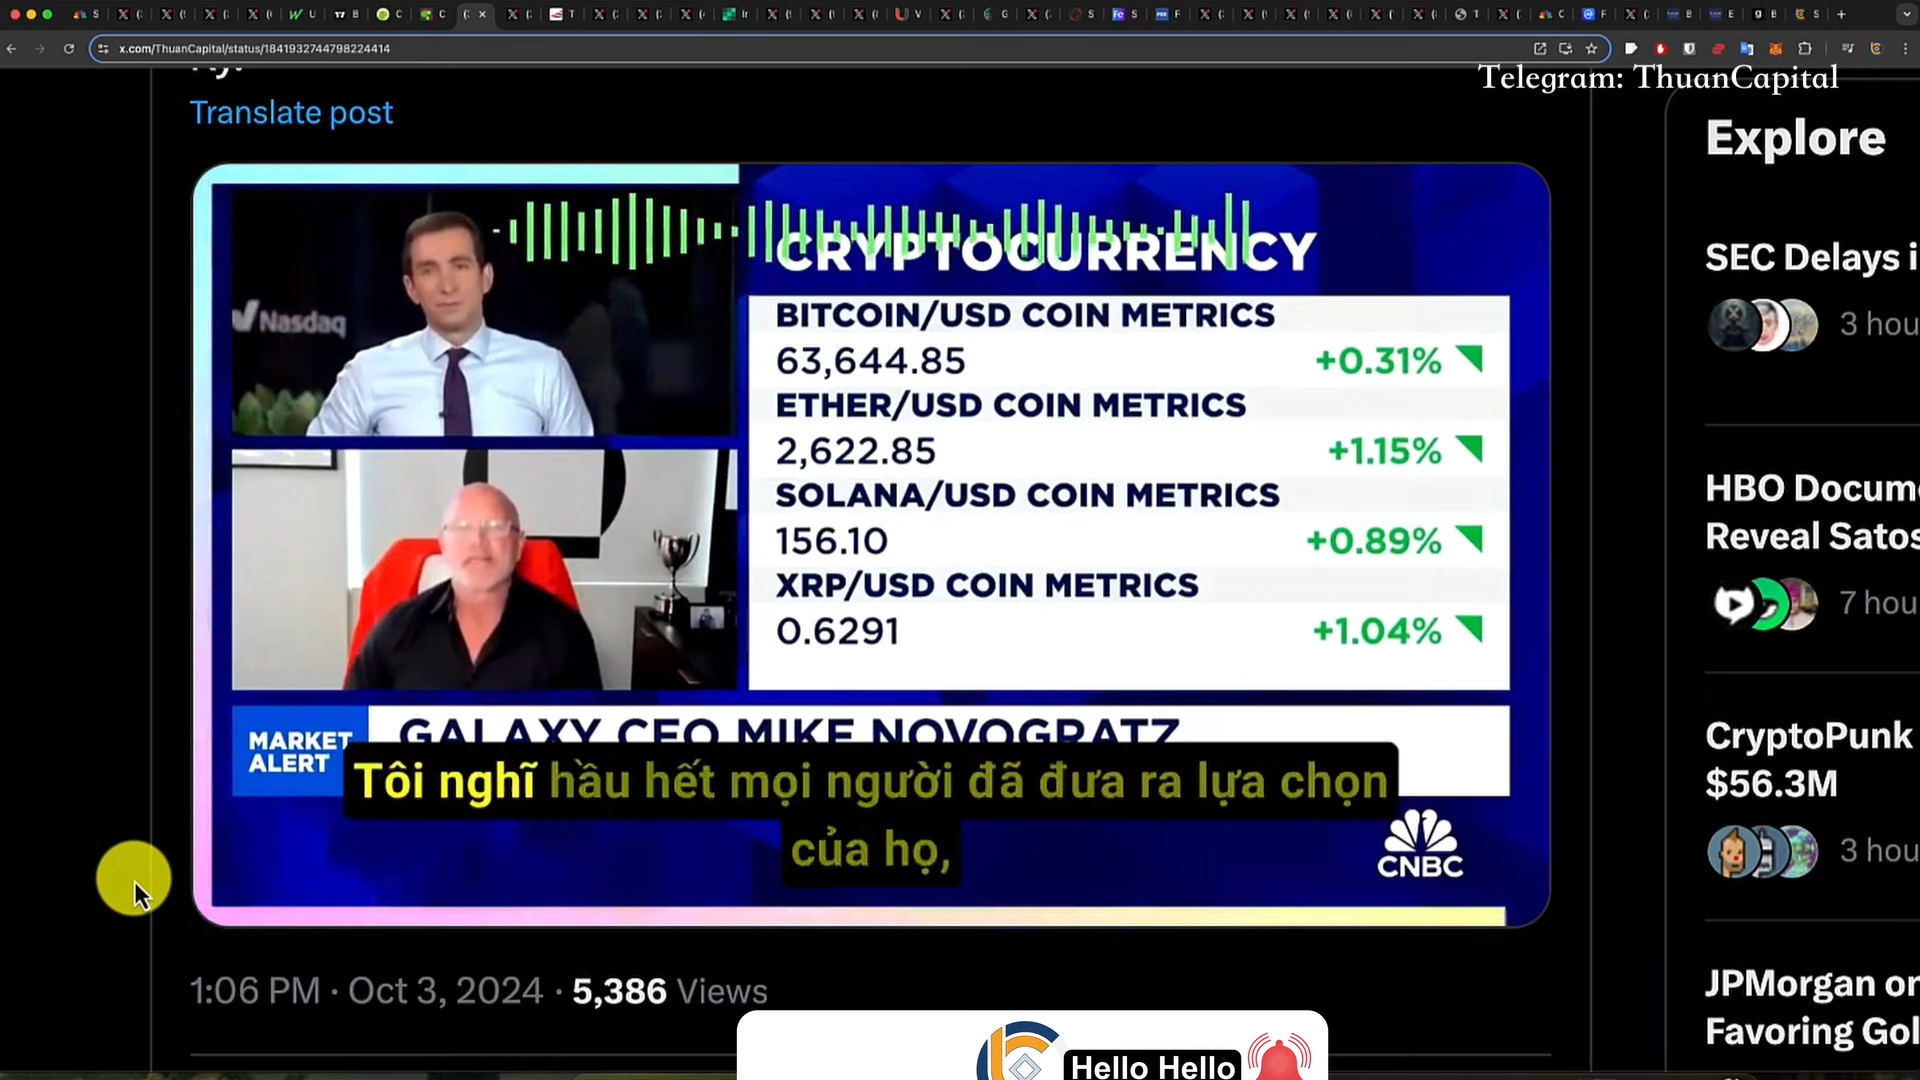 x.com/ThuanCapital/status/1841932744798224414
Telegram: ThuanCapital
Translate post
Explore
Nasdaq
CRYPTOCURRENCY
BITCOIN/USD COIN METRICS
63,644.85 +0.31%
ETHER/USD COIN METRICS
2,622.85 +1.15%
SOLANA/USD COIN METRICS
156.10 +0.89%
XRP/USD COIN METRICS
0.6291 +1.04%
MARKET
ALERT
GALAXY CEO MIKE NOVOGRATZ
Tôi nghĩ hầu hết mọi người đã đưa ra lựa chọn
của họ,
CNBC
1:06 PM · Oct 3, 2024 · 5,386 Views
SEC Delays i
3 hou
HBO Docum
Reveal Satos
7 hou
CryptoPunk
$56.3M
3 hou
JPMorgan or
Favoring Gol
Hello Hello